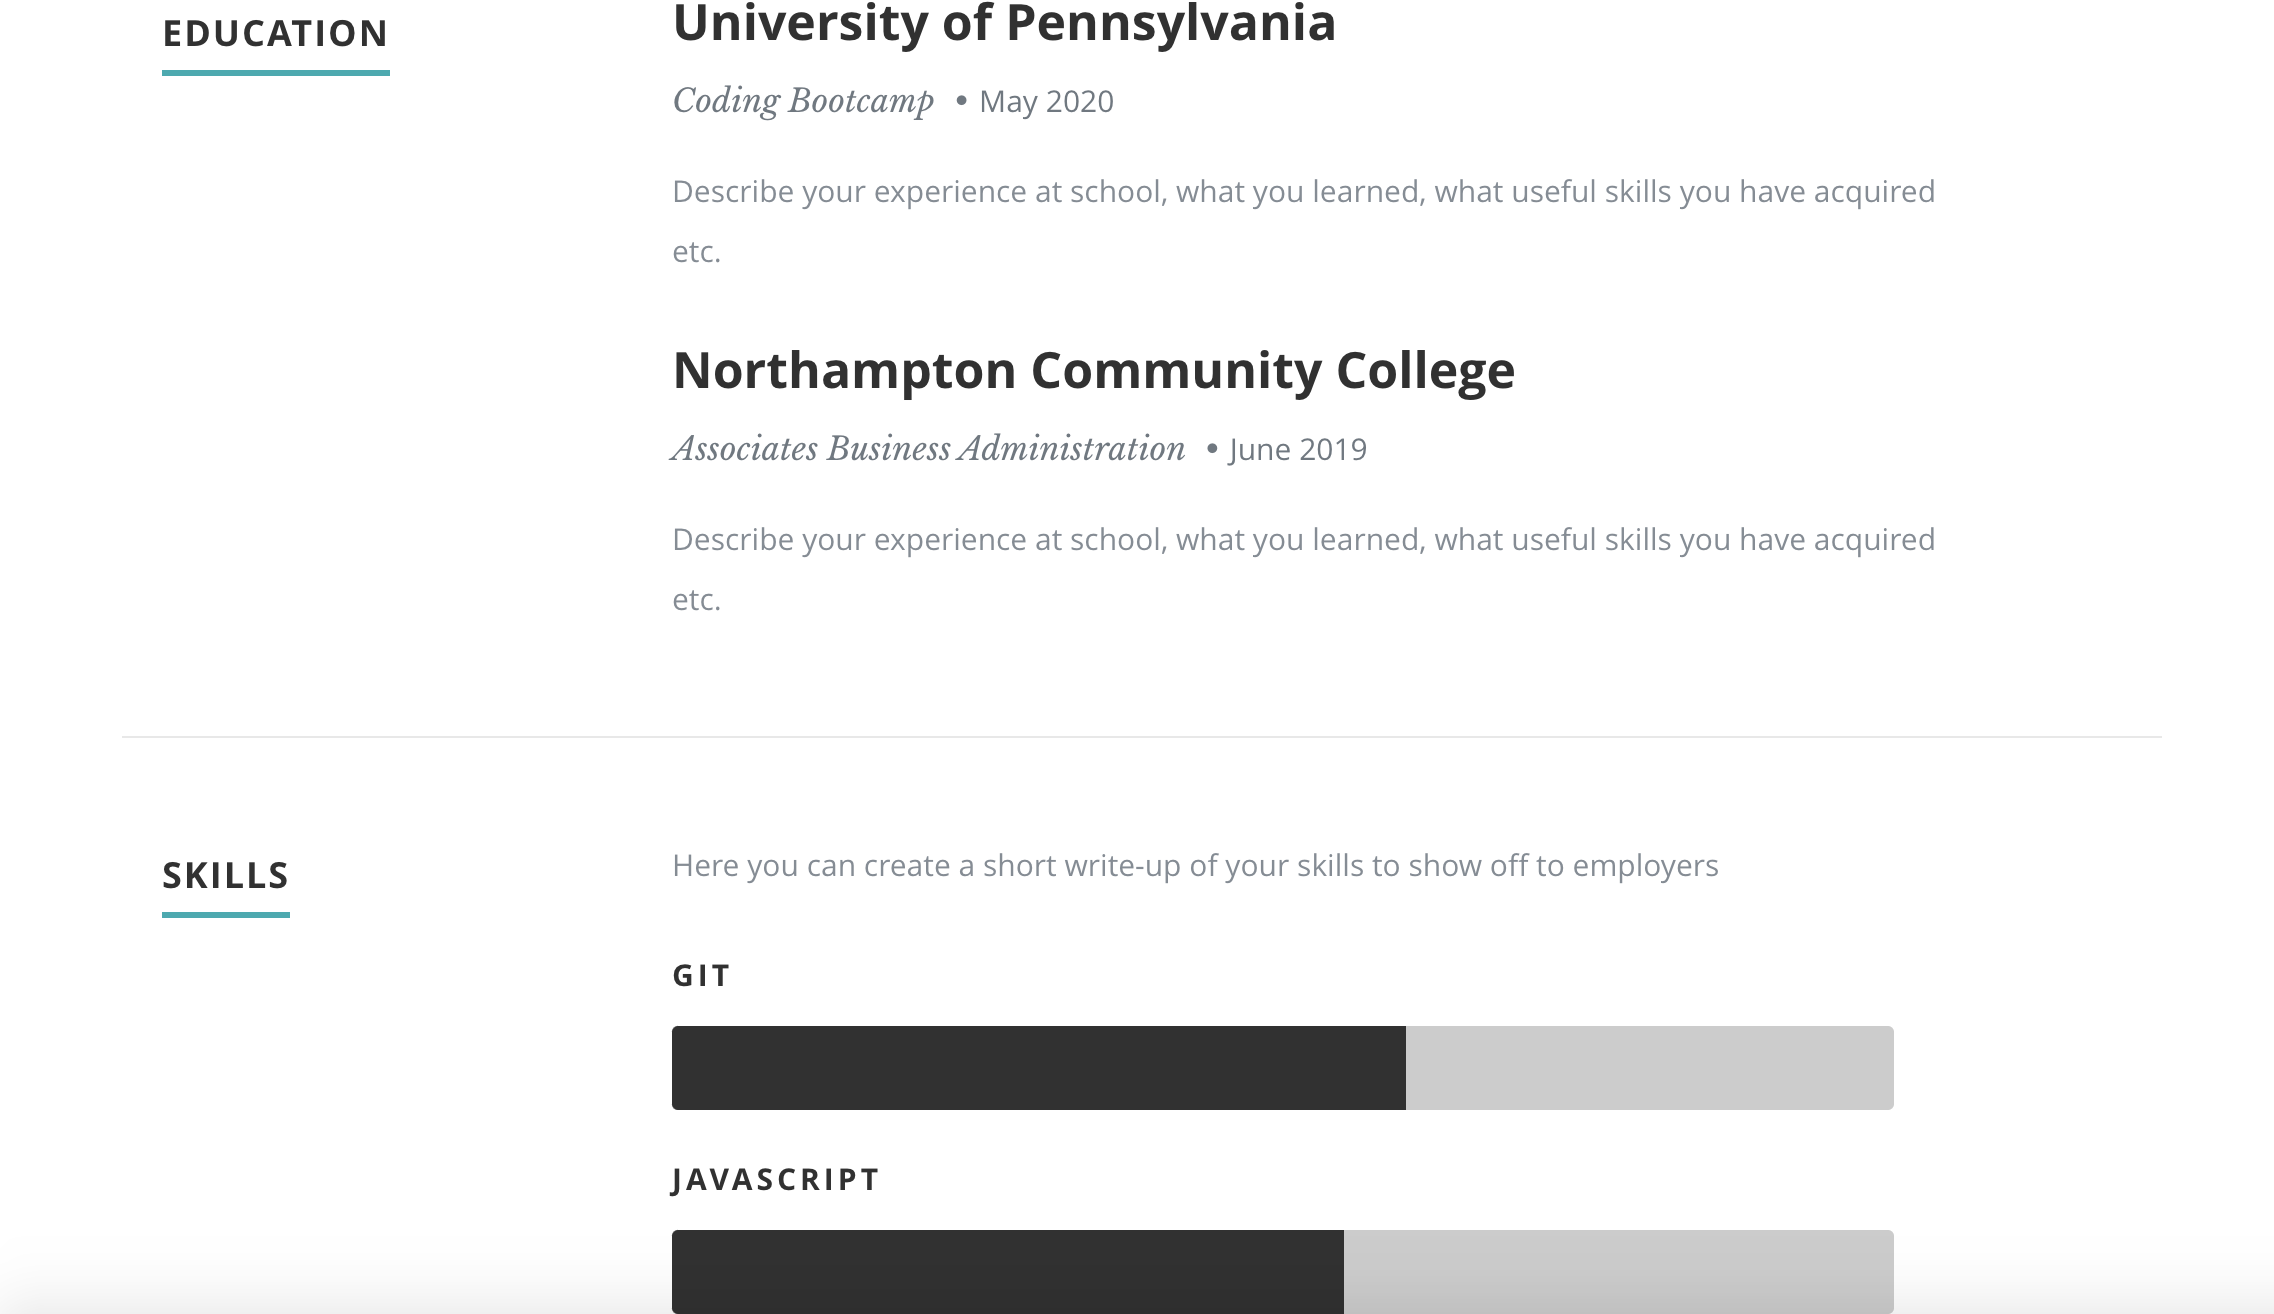 EDUCATION
University of Pennsylvania
Coding Bootcamp • May 2020
Describe your experience at school, what you learned, what useful skills you have acquired
etc.
Northampton Community College
Associates Business Administration • June 2019
Describe your experience at school, what you learned, what useful skills you have acquired
etc.
SKILLS
Here you can create a short write-up of your skills to show off to employers
GIT
JAVASCRIPT